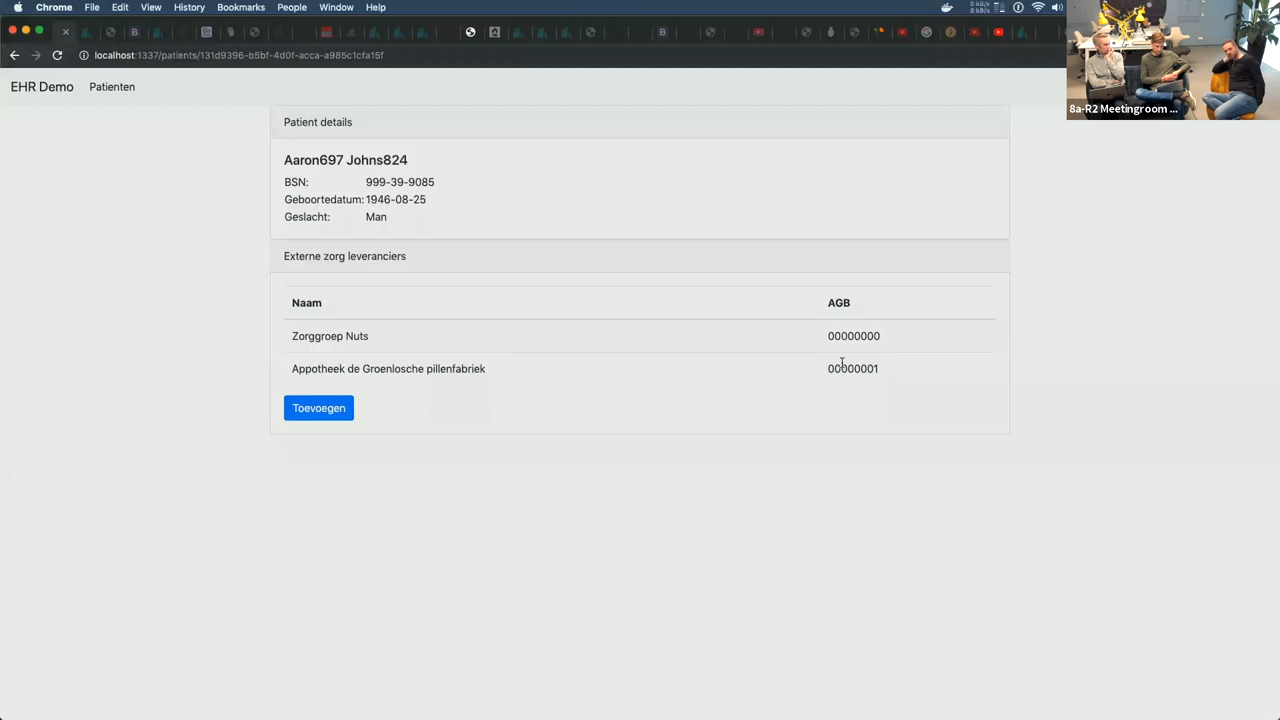 Chrome File Edit View History Bookmarks People Window Help
localhost:1337/patients/131d9396-b5bf-4d0f-acca-a985c1cfa15f
8a-R2 Meetingroom ...
EHR Demo Patienten
Patient details
Aaron697 Johns824
BSN: 999-39-9085
Geboortedatum: 1946-08-25
Geslacht: Man
Externe zorg leveranciers
Naam AGB
Zorggroep Nuts 00000000
Appotheek de Groenlosche pillenfabriek 00000001
Toevoegen